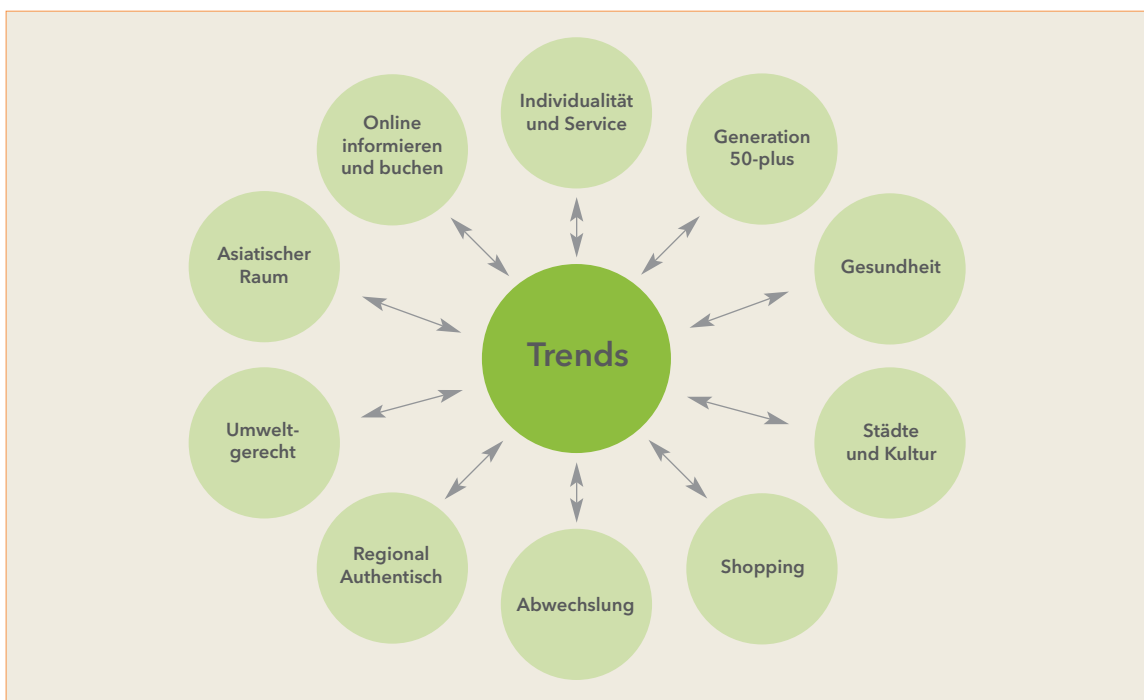 Individualität
und Service
Generation
50-plus
Gesundheit
Städte
und Kultur
Shopping
Abwechslung
Regional
Authentisch
Umwelt-
gerecht
Asiatischer
Raum
Online
informieren
und buchen
Trends